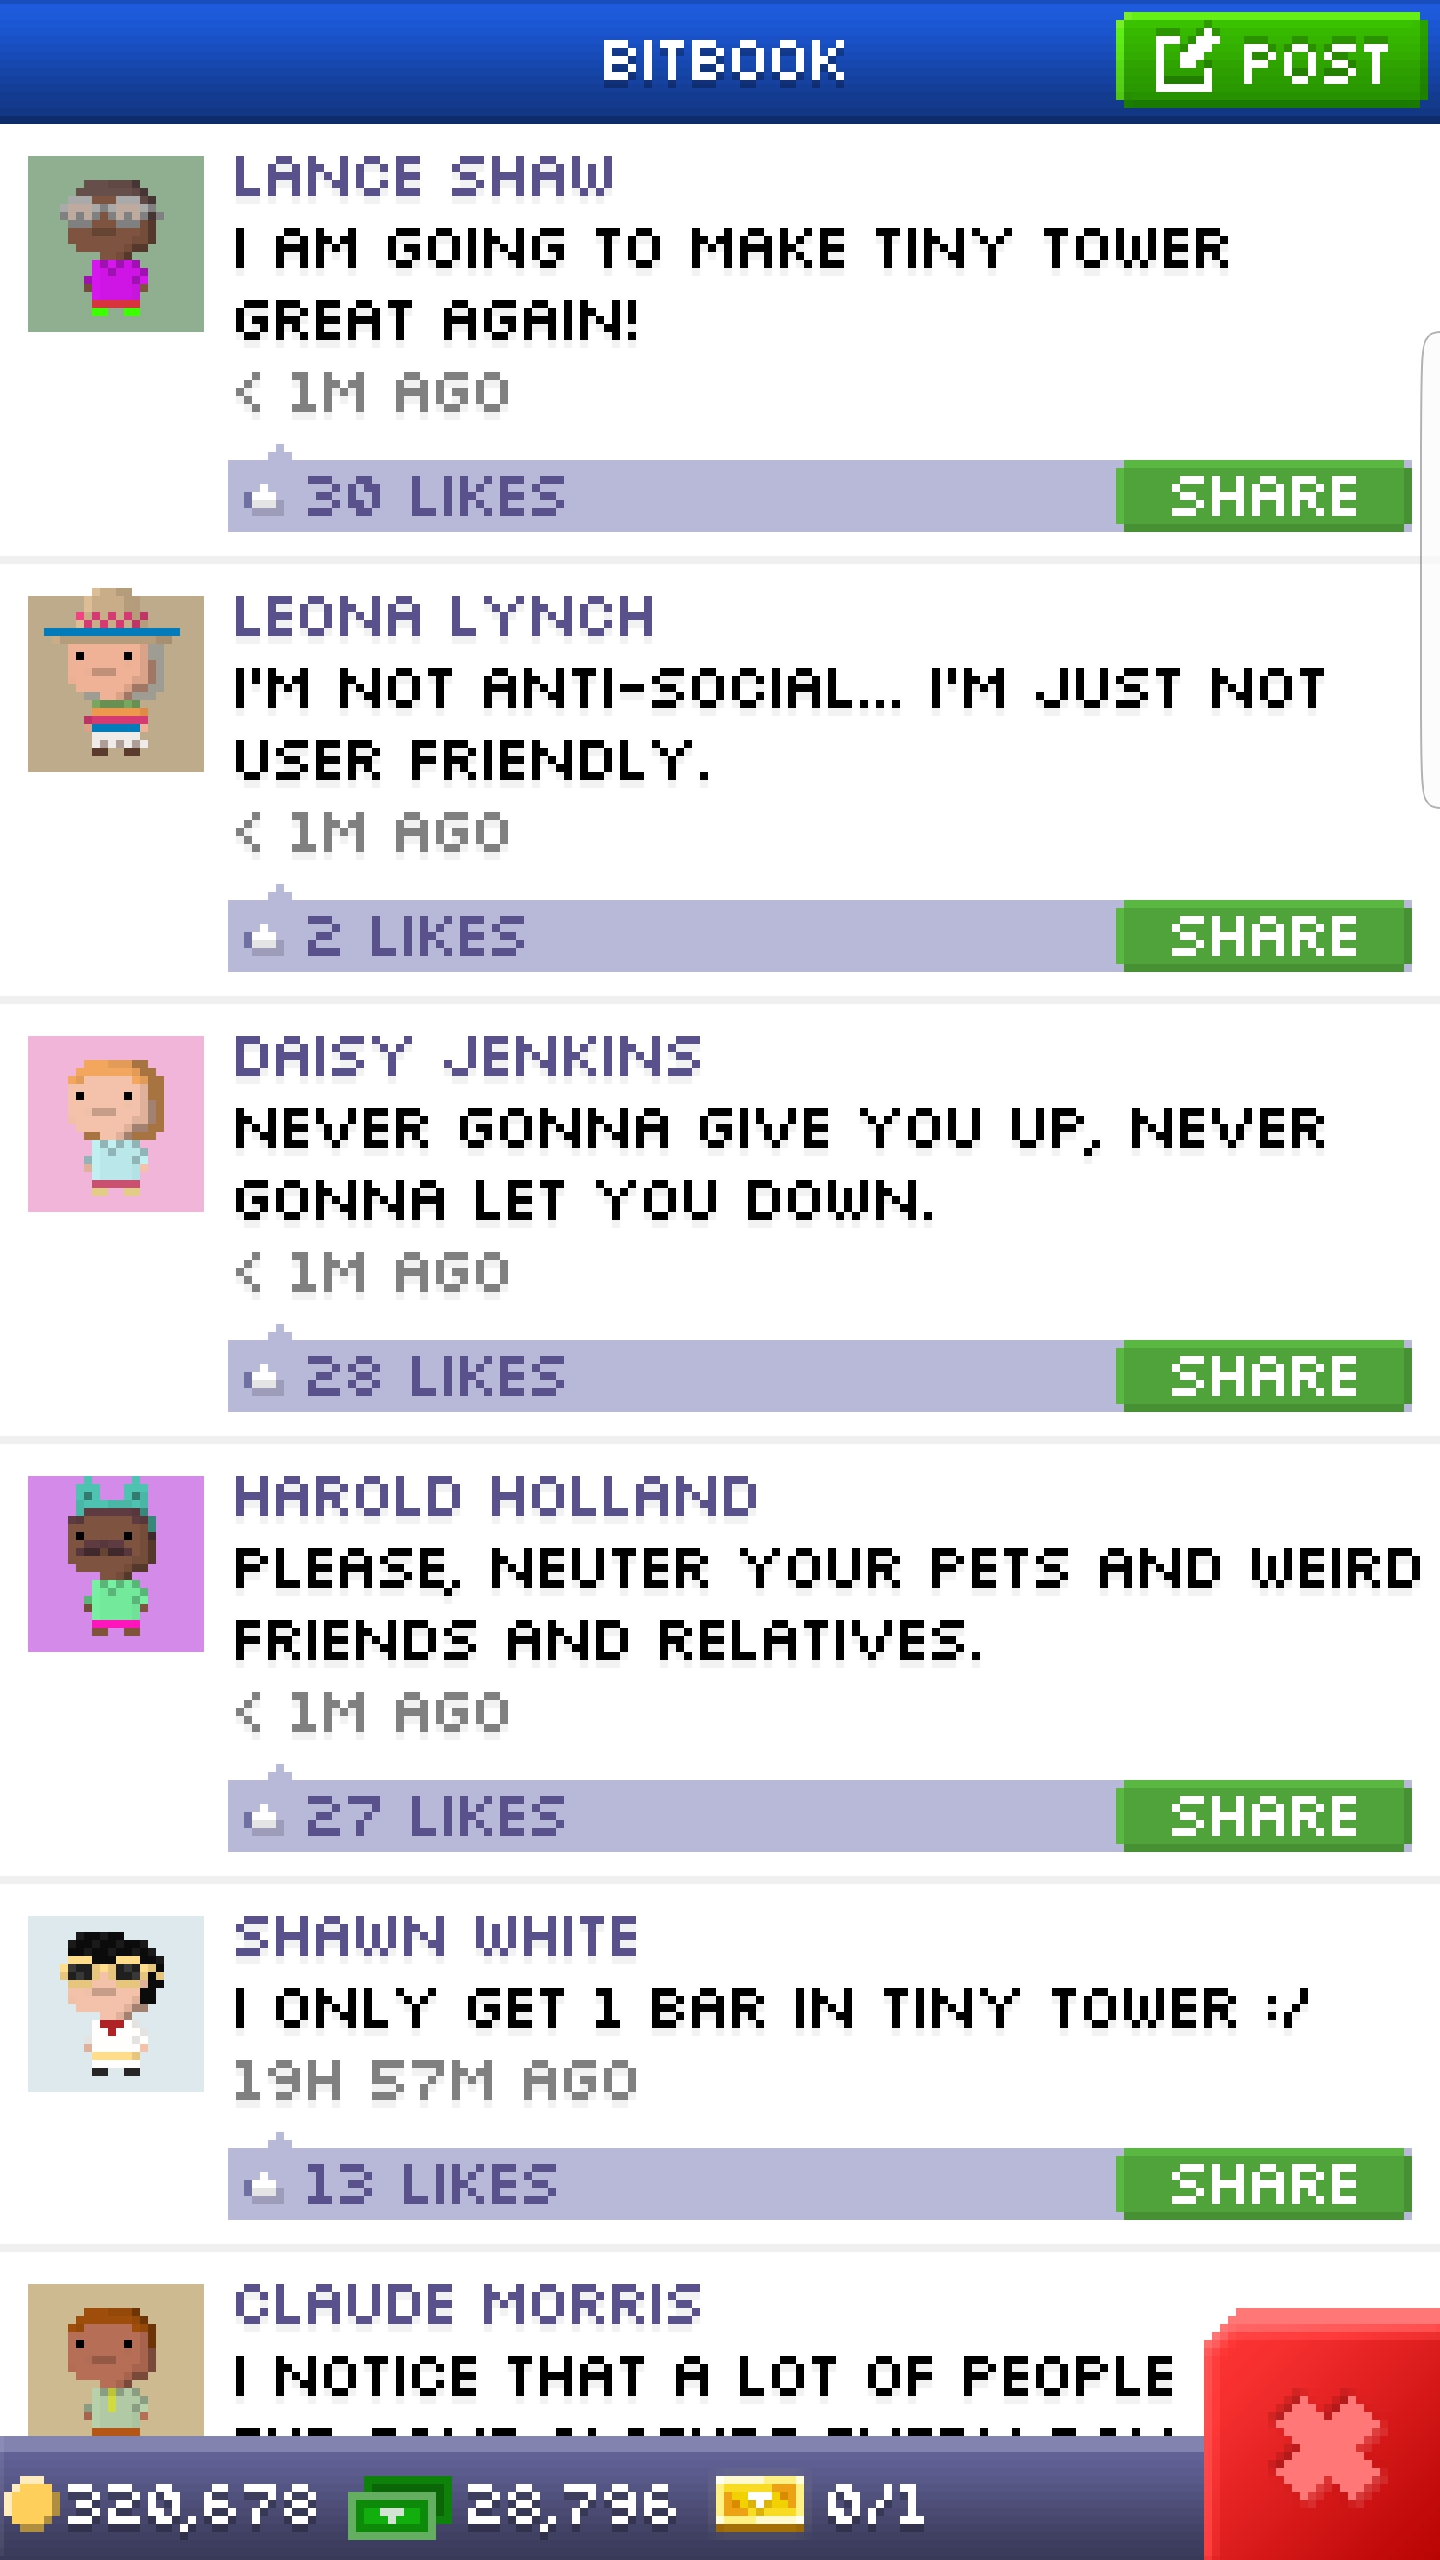 BITBOOK
POST
LANCE SHAW
I AM GOING TO MAKE TINY TOWER
GREAT AGAIN!
< 1M AGO
30 LIKES
SHARE
LEONA LYNCH
I'M NOT ANTI-SOCIAL... I'M JUST NOT
USER FRIENDLY.
< 1M AGO
2 LIKES
SHARE
DAISY JENKINS
NEVER GONNA GIVE YOU UP, NEVER
GONNA LET YOU DOWN.
< 1M AGO
28 LIKES
SHARE
HAROLD HOLLAND
PLEASE, NEUTER YOUR PETS AND WEIRD
FRIENDS AND RELATIVES.
< 1M AGO
27 LIKES
SHARE
SHAWN WHITE
I ONLY GET 1 BAR IN TINY TOWER :/
19H 57M AGO
13 LIKES
SHARE
CLAUDE MORRIS
I NOTICE THAT A LOT OF PEOPLE
320,678
28,796
0/1